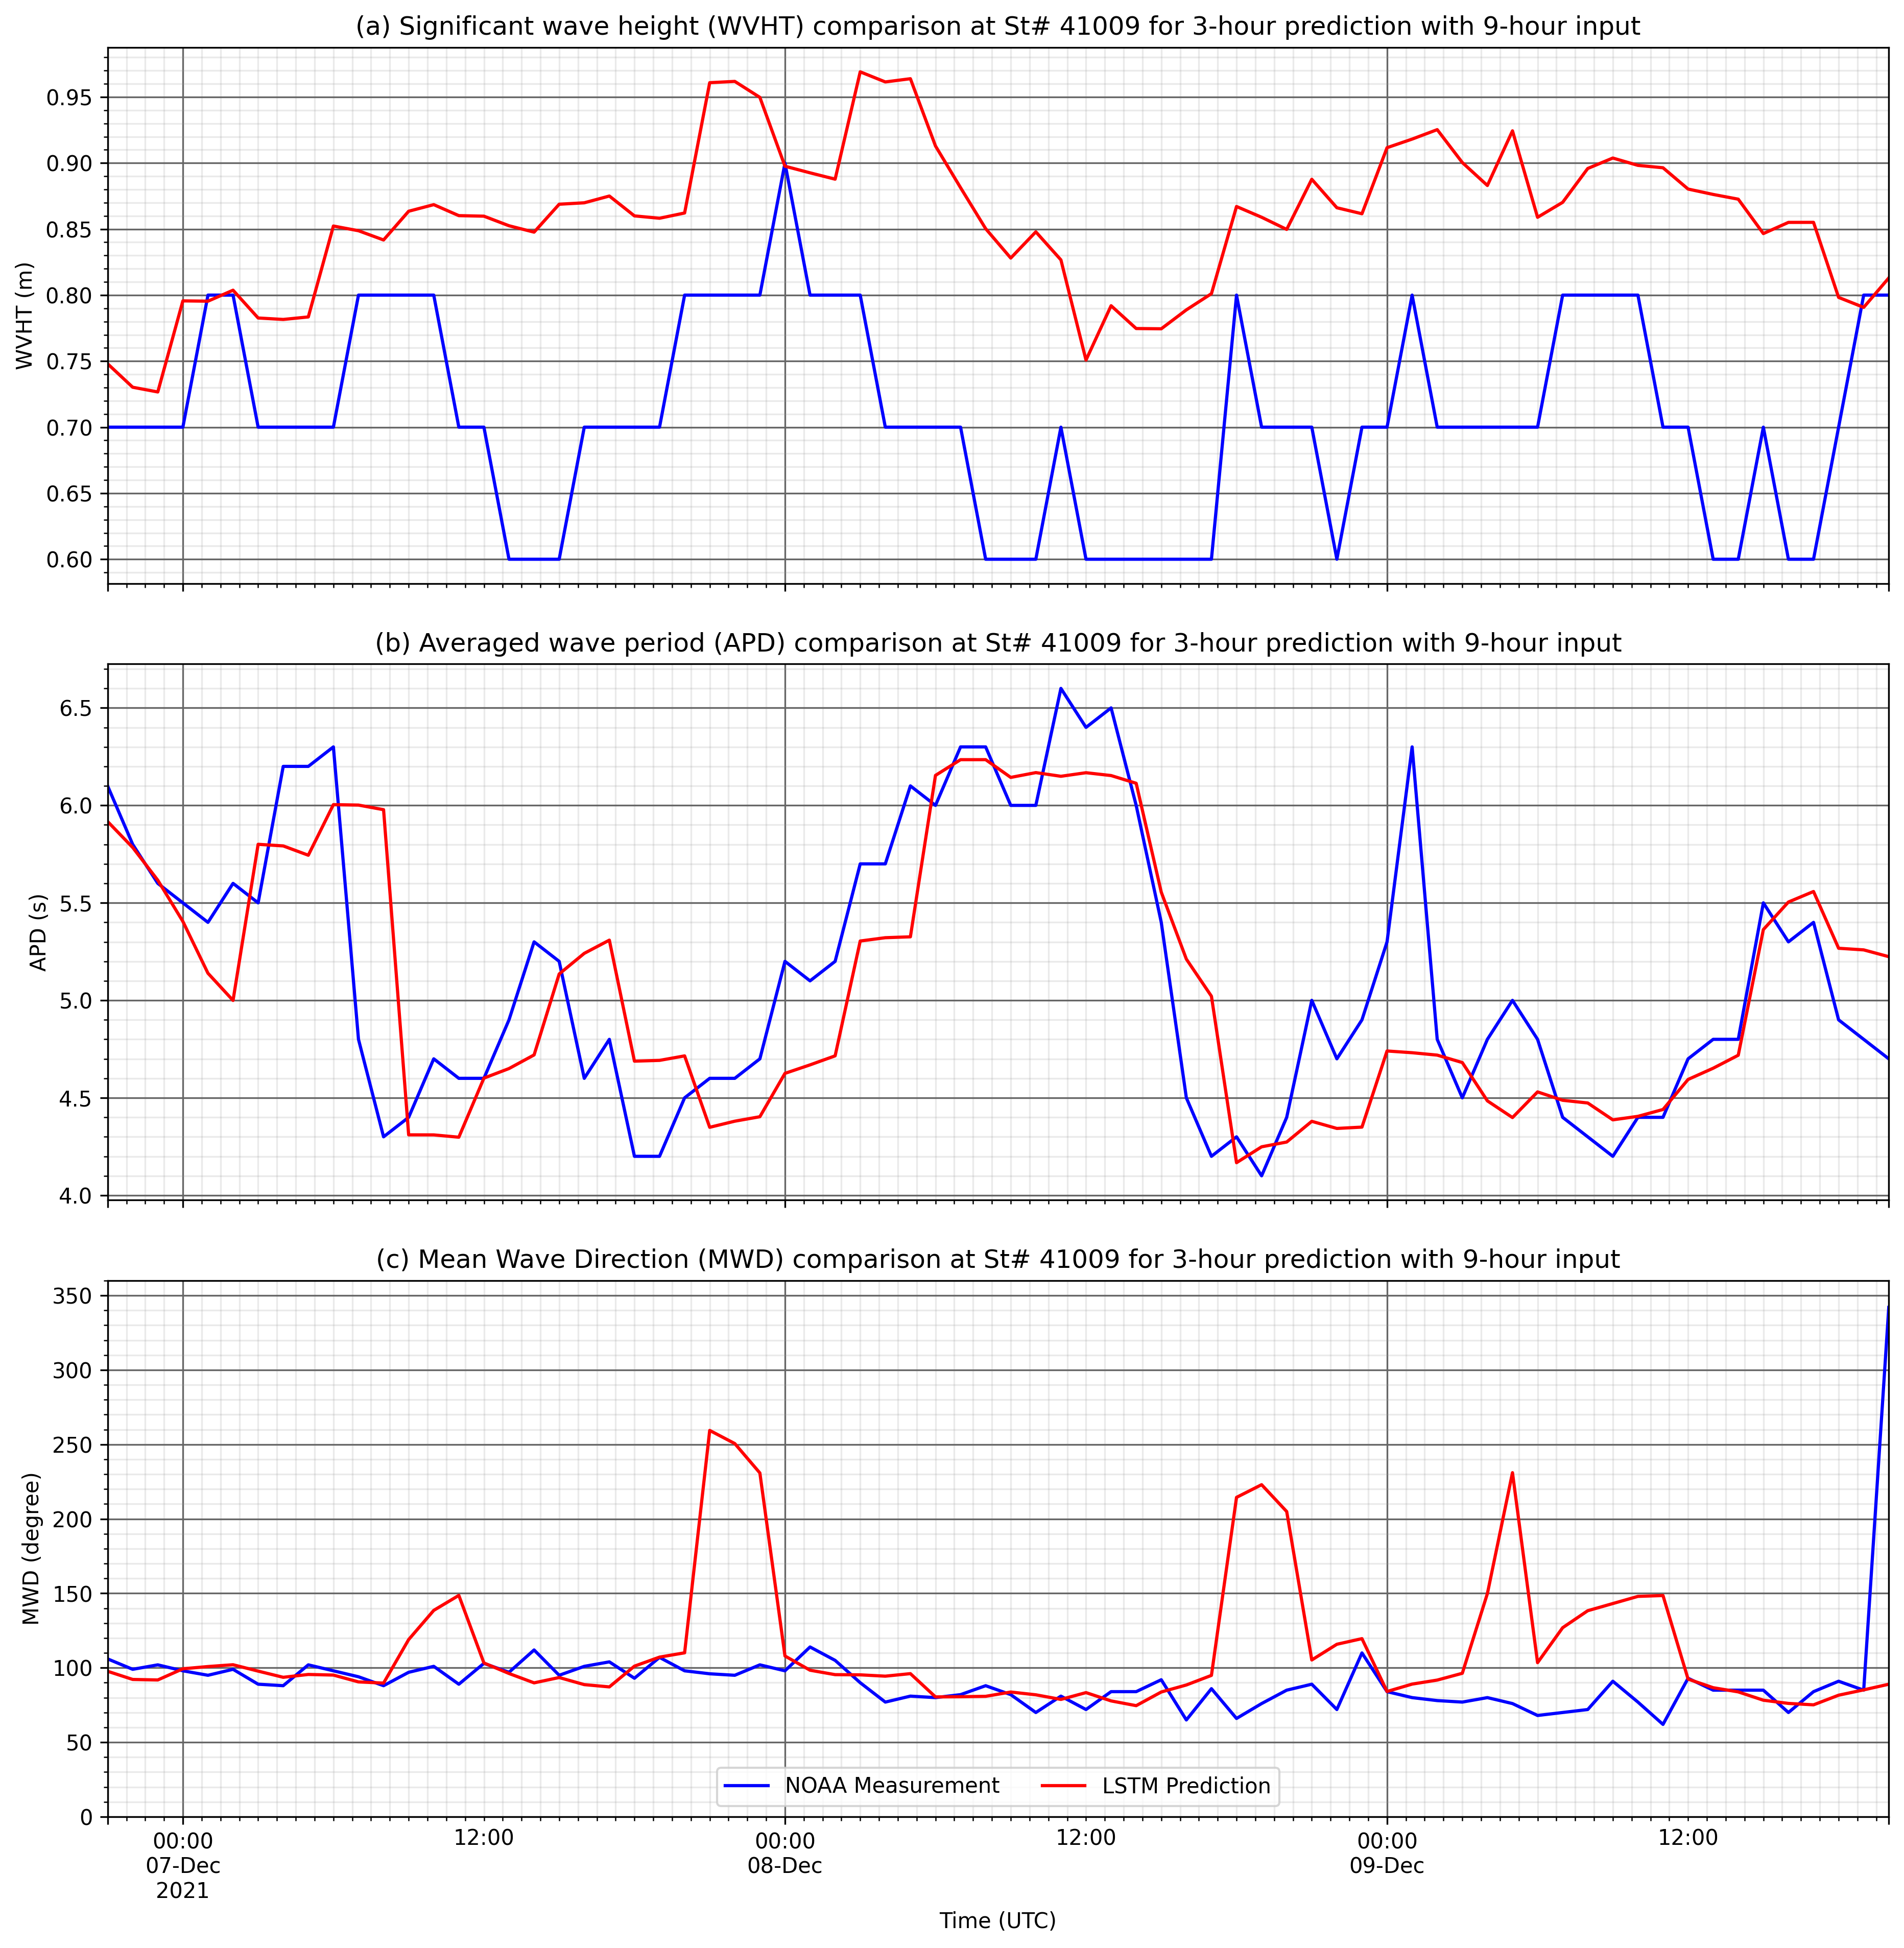 (a) Significant wave height (WVHT) comparison at St# 41009 for 3-hour prediction with 9-hour input
0.95
0.90
0.85
0.80
0.75
0.70
0.65
0.60
WVHT (m)
(b) Averaged wave period (APD) comparison at St# 41009 for 3-hour prediction with 9-hour input
6.5
6.0
5.5
5.0
4.5
4.0
APD (s)
(c) Mean Wave Direction (MWD) comparison at St# 41009 for 3-hour prediction with 9-hour input
350
300
250
200
150
100
50
0
MWD (degree)
NOAA Measurement LSTM Prediction
00:00 12:00 00:00 12:00 00:00 12:00
07-Dec 08-Dec 09-Dec
2021
Time (UTC)